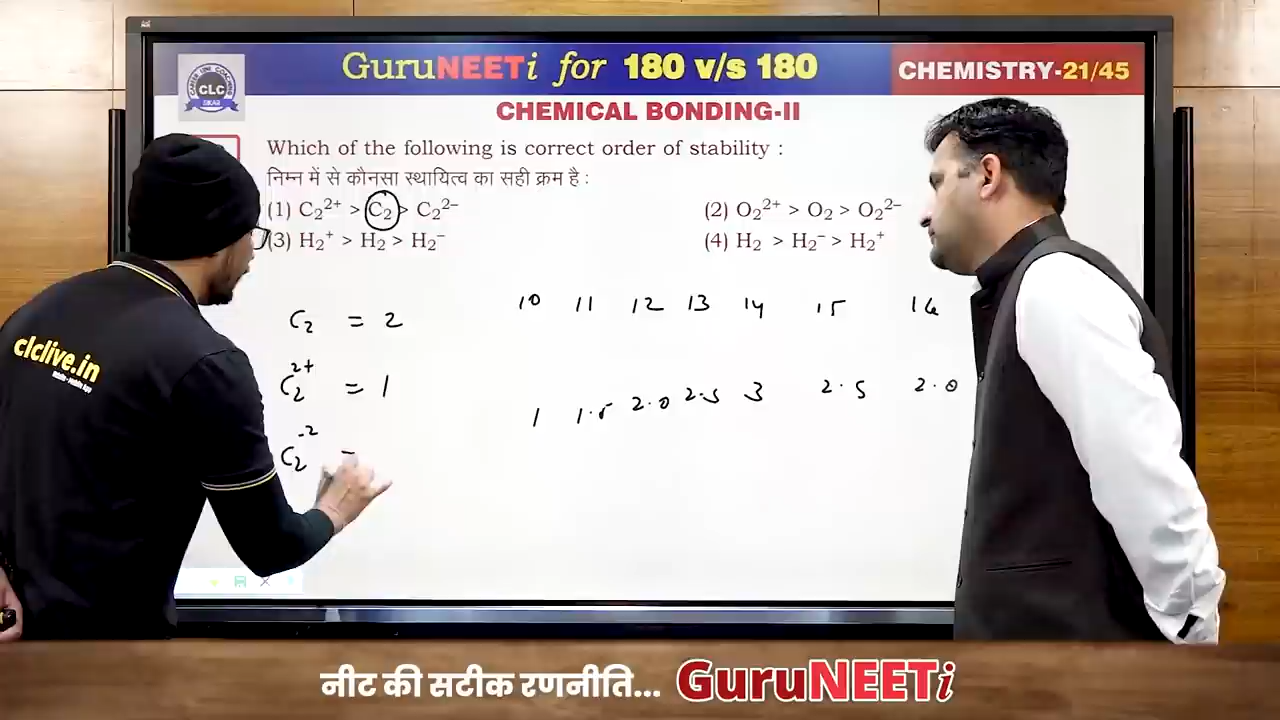 GuruNEETi for 180 v/s 180
CHEMISTRY-21/45
CLC
SIKAR
CHEMICAL BONDING-II
Which of the following is correct order of stability :
निम्न में से कौनसा स्थायित्व का सही क्रम है :
(1) C₂²⁺ > C₂ > C₂²⁻
(2) O₂²⁺ > O₂ > O₂²⁻
(3) H₂⁺ > H₂ > H₂⁻
(4) H₂ > H₂⁻ > H₂⁺
10 11 12 13 14 15 16
C₂ = 2
C₂²⁺ = 1
1 1.5 2.0 2.5 3 2.5 2.0
C₂⁻²
clclive.in
नीट की सटीक रणनीति... GuruNEETi